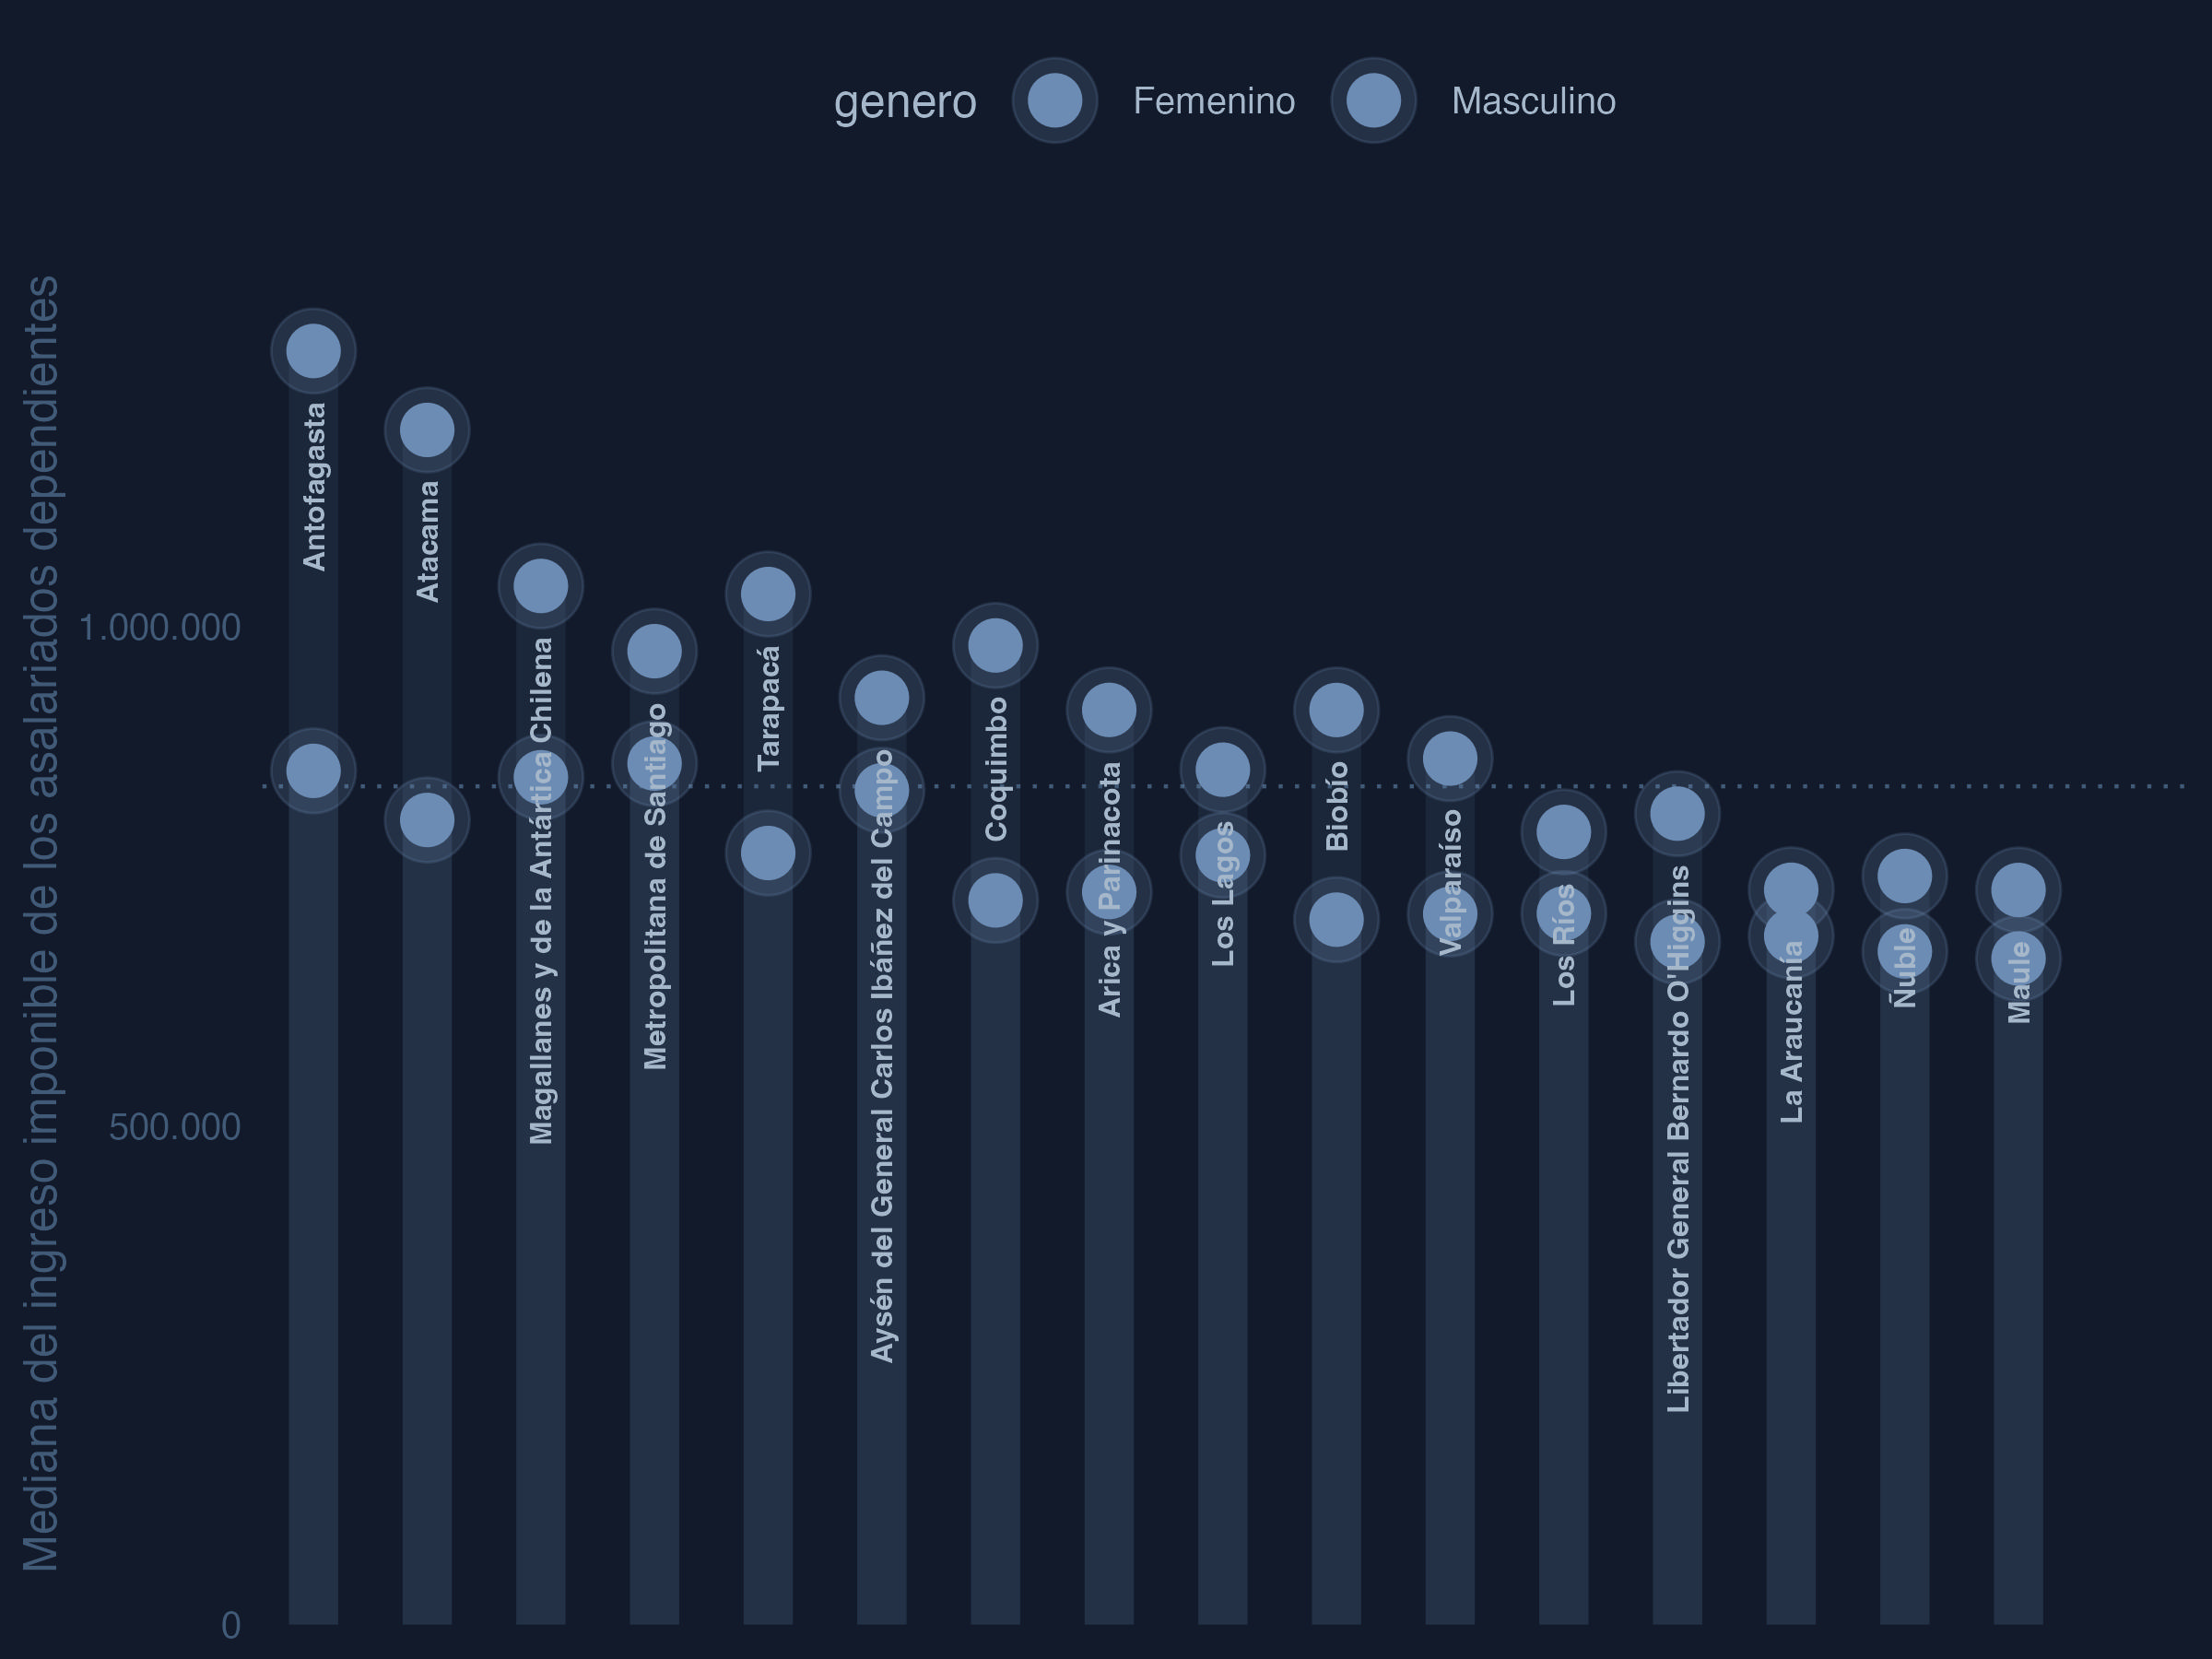 genero Femenino Masculino
Mediana del ingreso imponible de los asalariados dependientes
1.000.000
500.000
0
Antofagasta
Atacama
Magallanes y de la Antártica Chilena
Metropolitana de Santiago
Tarapacá
Aysén del General Carlos Ibáñez del Campo
Coquimbo
Arica y Parinacota
Los Lagos
Biobío
Valparaíso
Los Ríos
Libertador General Bernardo O'Higgins
La Araucanía
Ñuble
Maule